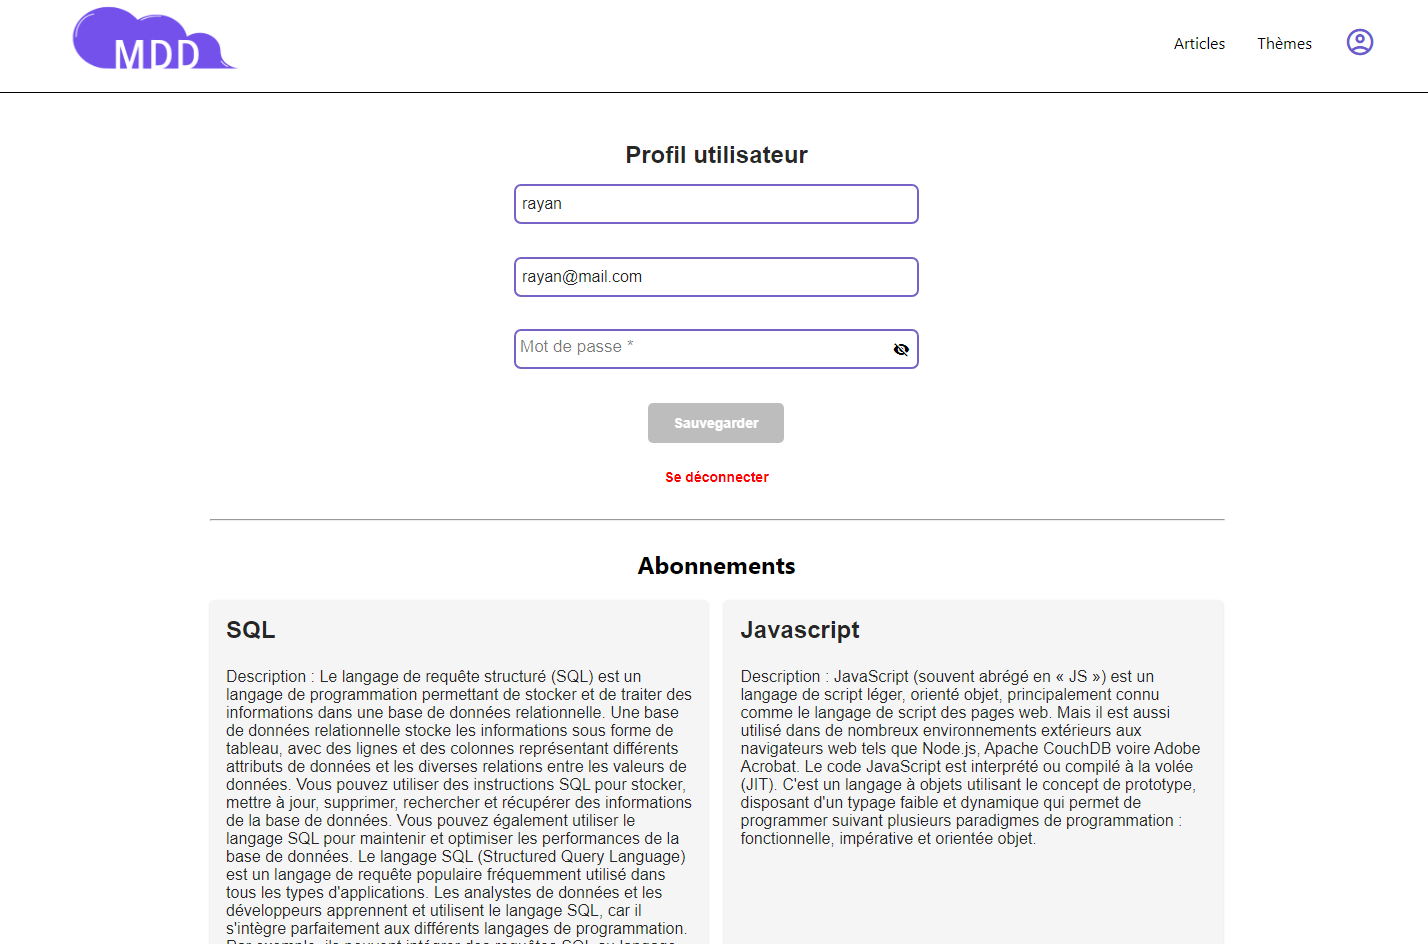 MDD
Articles
Thèmes
Profil utilisateur
rayan
rayan@mail.com
Mot de passe *
Sauvegarder
Se déconnecter
Abonnements
SQL
Description : Le langage de requête structuré (SQL) est un
langage de programmation permettant de stocker et de traiter des
informations dans une base de données relationnelle. Une base
de données relationnelle stocke les informations sous forme de
tableau, avec des lignes et des colonnes représentant différents
attributs de données et les diverses relations entre les valeurs de
données. Vous pouvez utiliser des instructions SQL pour stocker,
mettre à jour, supprimer, rechercher et récupérer des informations
de la base de données. Vous pouvez également utiliser le
langage SQL pour maintenir et optimiser les performances de la
base de données. Le langage SQL (Structured Query Language)
est un langage de requête populaire fréquemment utilisé dans
tous les types d'applications. Les analystes de données et les
développeurs apprennent et utilisent le langage SQL, car il
s'intègre parfaitement aux différents langages de programmation.
Par exemple, ils peuvent intégrer des requêtes SQL au langage
Javascript
Description : JavaScript (souvent abrégé en « JS ») est un
langage de script léger, orienté objet, principalement connu
comme le langage de script des pages web. Mais il est aussi
utilisé dans de nombreux environnements extérieurs aux
navigateurs web tels que Node.js, Apache CouchDB voire Adobe
Acrobat. Le code JavaScript est interprété ou compilé à la volée
(JIT). C'est un langage à objets utilisant le concept de prototype,
disposant d'un typage faible et dynamique qui permet de
programmer suivant plusieurs paradigmes de programmation :
fonctionnelle, impérative et orientée objet.